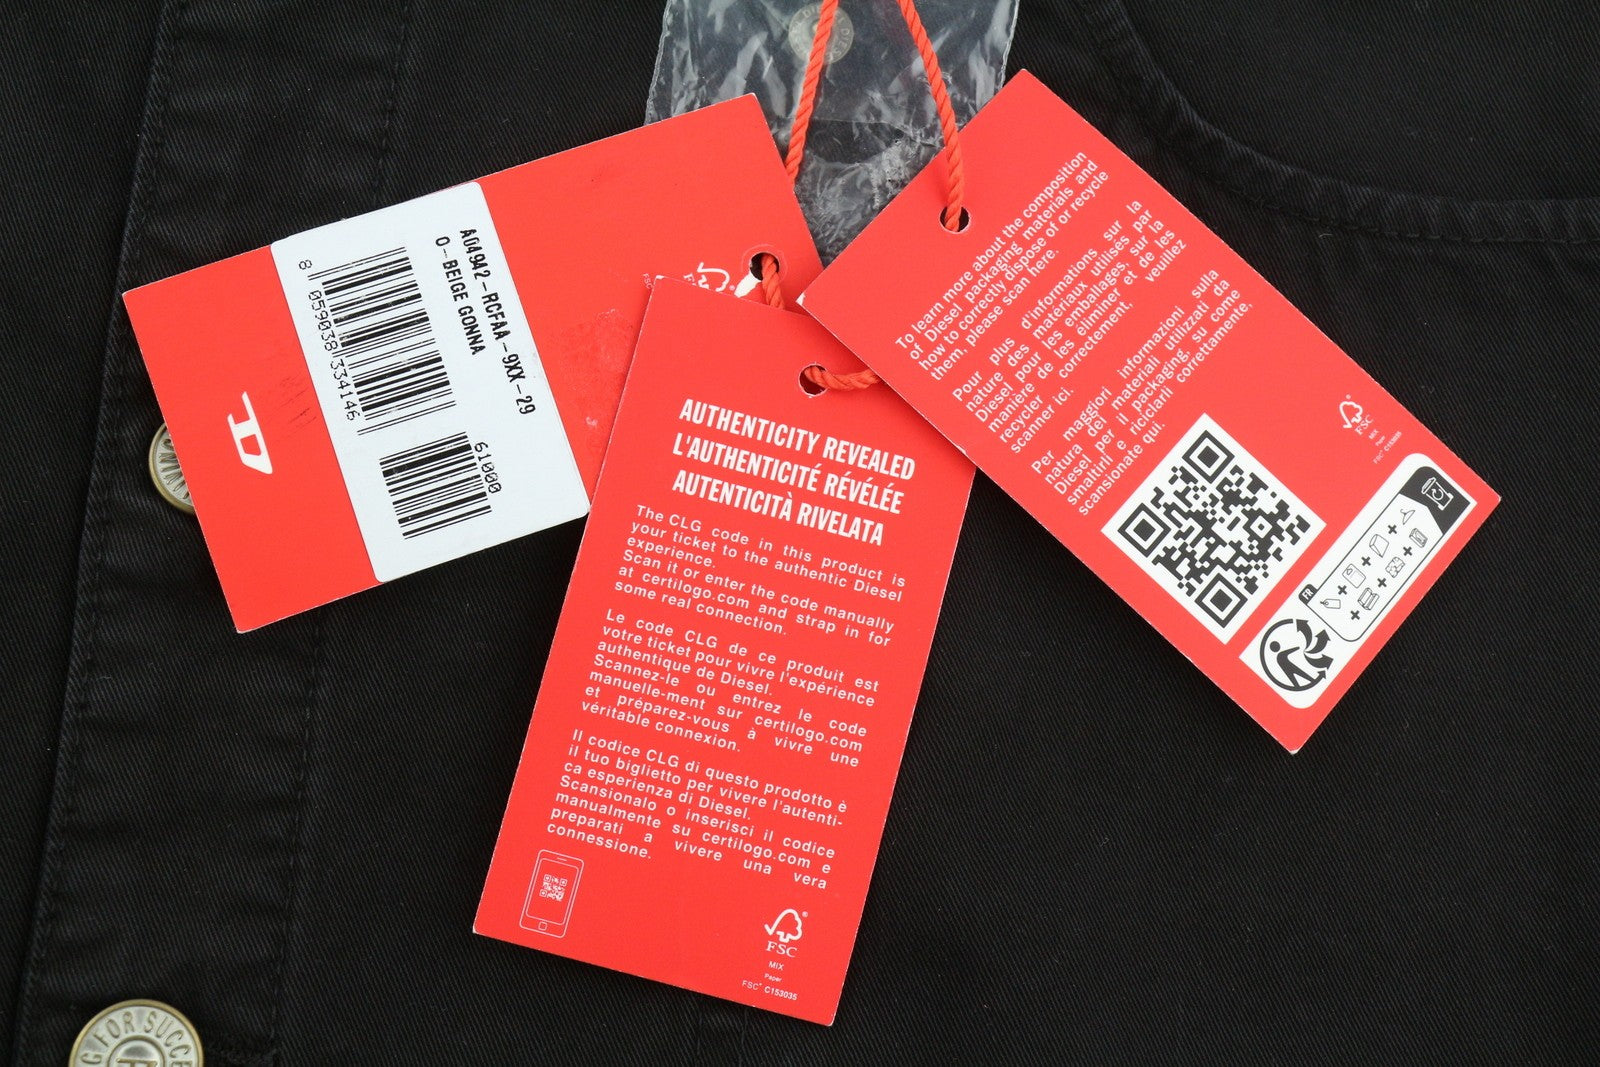 A04942-RCFAA-9XX-29
O-BEIGE GONNA
8 059038 334146
61000
D
FSC
AUTHENTICITY REVEALED
L'AUTHENTICITÉ RÉVÉLÉE
AUTENTICITÀ RIVELATA
The CLG code in this product is
your ticket to the authentic Diesel
experience.
Scan it or enter the code manually
at certilogo.com and strap in for
some real connection.
Le code CLG de ce produit est
votre ticket pour vivre l'expérience
authentique de Diesel.
Scannez-le ou entrez le code
manuelle-ment sur certilogo.com
et préparez-vous à vivre une
véritable connexion.
Il codice CLG di questo prodotto è
il tuo biglietto per vivere l'autenti-
ca esperienza di Diesel.
Scansionalo o inserisci il codice
manualmente su certilogo.com e
preparati a vivere una vera
connessione.
FSC
MIX
Paper
FSC® C153035
To learn more about the composition
of Diesel packaging materials and
how to correctly dispose of or recycle
them, please scan here.
Pour plus d'informations sur la
nature des matériaux utilisés par
Diesel pour les emballages, sur la
manière de les éliminer et de les
recycler correctement, veuillez
scanner ici.
Per maggiori informazioni sulla
natura dei materiali utilizzati da
Diesel per il packaging, su come
smaltirli e riciclarli correttamente,
scansionate qui.
FSC
MIX
Paper
FSC® C153035
FR
G FOR SUCCE